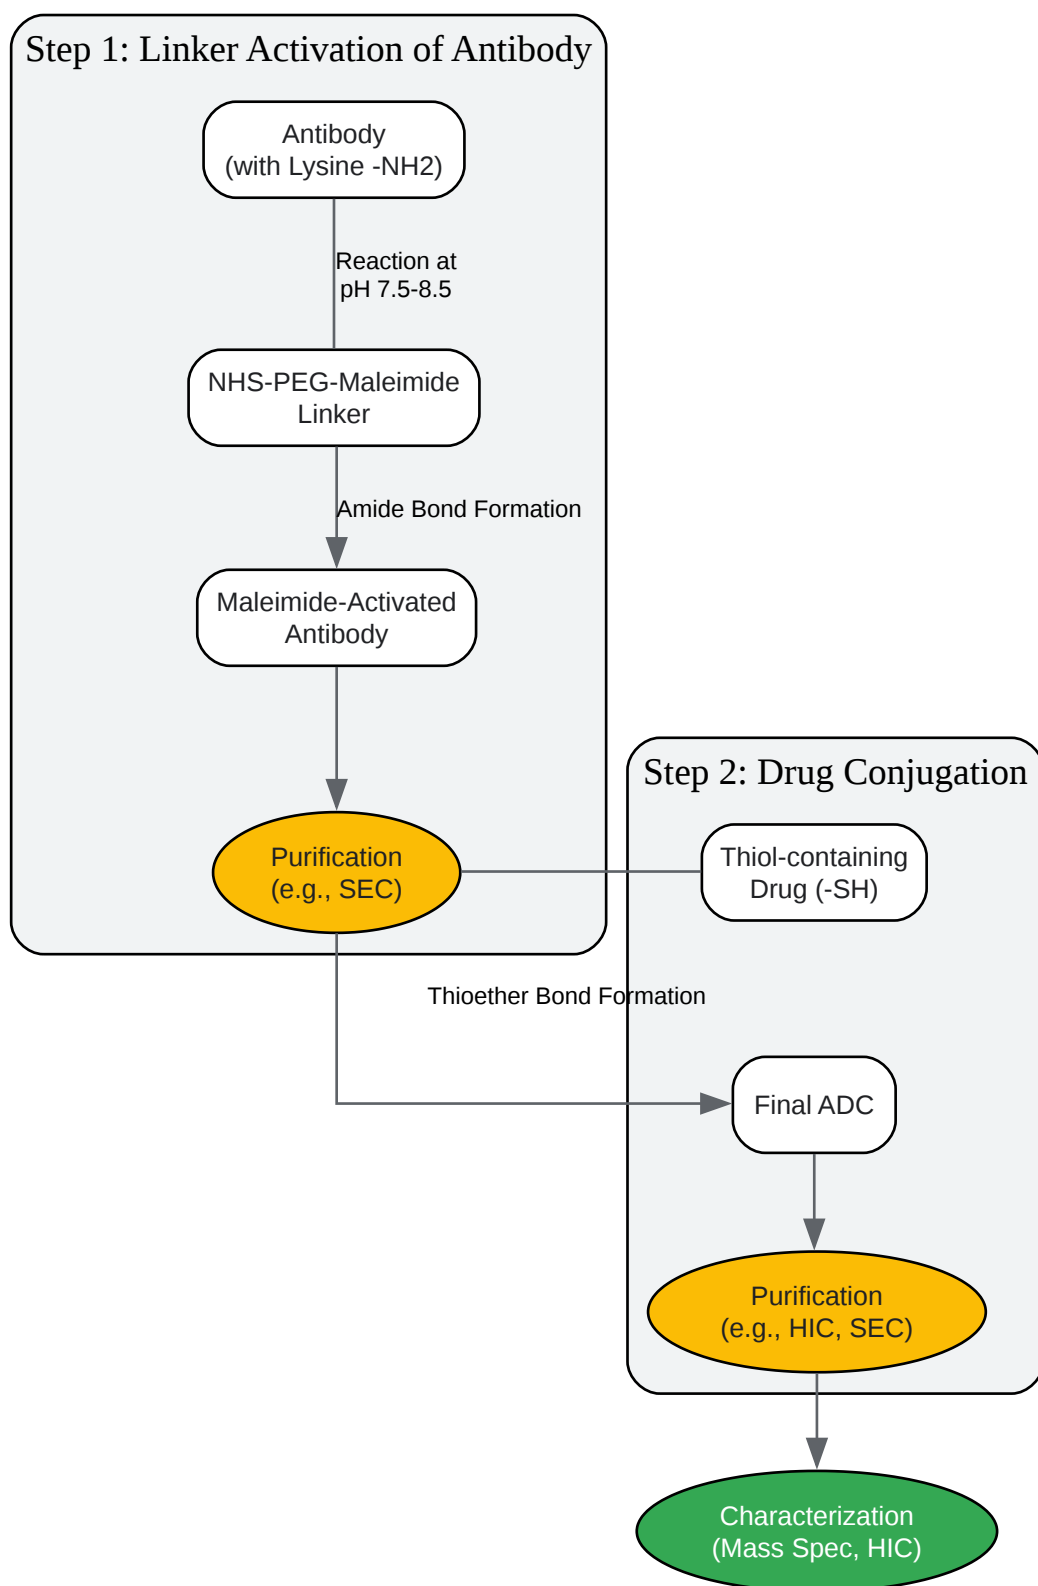 Step 1: Linker Activation of Antibody
Antibody
(with Lysine -NH2)
Reaction at
pH 7.5-8.5
NHS-PEG-Maleimide
Linker
Amide Bond Formation
Maleimide-Activated
Antibody
Purification
(e.g., SEC)
Step 2: Drug Conjugation
Thiol-containing
Drug (-SH)
Thioether Bond Formation
Final ADC
Purification
(e.g., HIC, SEC)
Characterization
(Mass Spec, HIC)